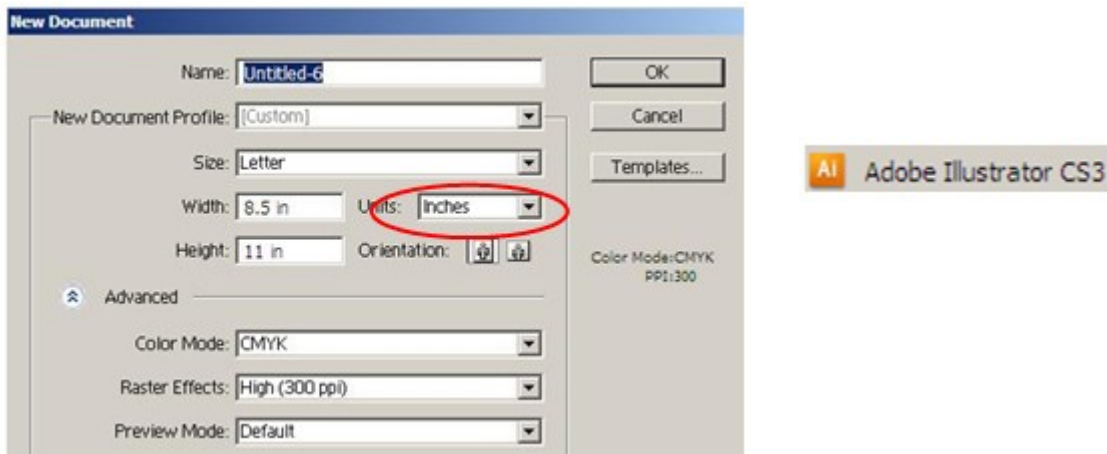 New Document
Name: Untitled-6
OK
New Document Profile: [Custom]
Cancel
Size: Letter
Templates...
AI Adobe Illustrator CS3
Width: 8.5 in Units: Inches
Height: 11 in Orientation:
Color Mode:CMYK
PPI:300
Advanced
Color Mode: CMYK
Raster Effects: High (300 ppi)
Preview Mode: Default